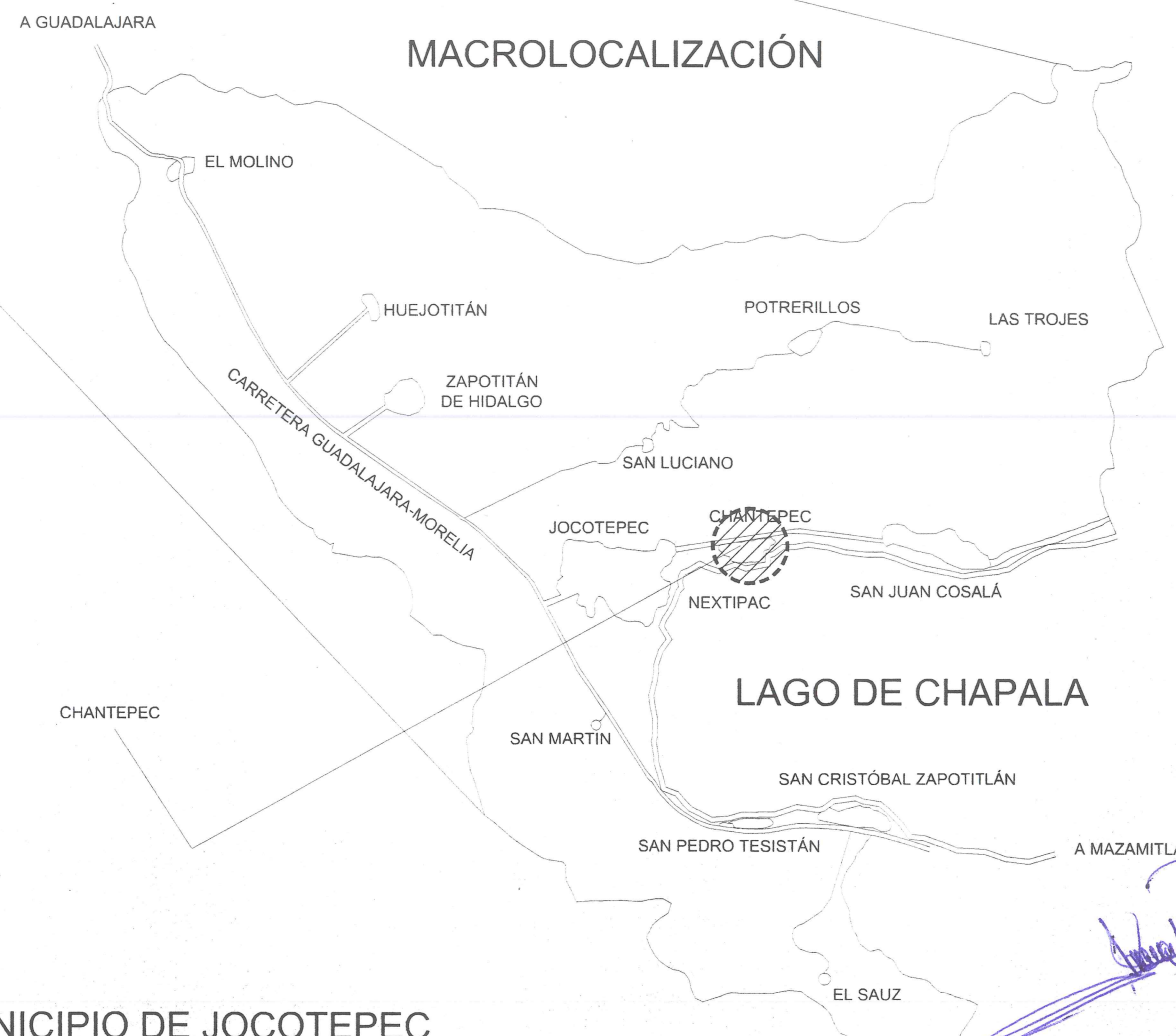 A GUADALAJARA
MACROLOCALIZACIÓN
EL MOLINO
HUEJOTITÁN
POTRERILLOS
LAS TROJES
ZAPOTITÁN
DE HIDALGO
CARRETERA GUADALAJARA-MORELIA
SAN LUCIANO
CHANTEPEC
JOCOTEPEC
SAN JUAN COSALÁ
NEXTIPAC
LAGO DE CHAPALA
CHANTEPEC
SAN MARTÍN
SAN CRISTÓBAL ZAPOTITLÁN
SAN PEDRO TESISTÁN
A MAZAMITLA
EL SAUZ
NICIPIO DE JOCOTEPEC